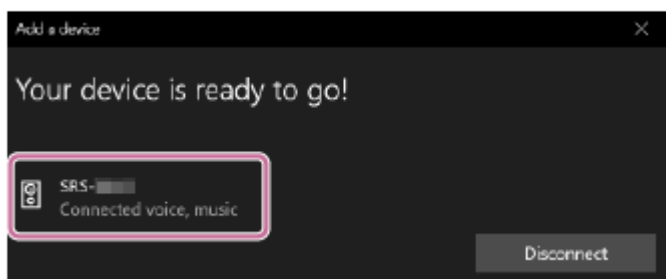 Add a device
Your device is ready to go!
SRS-
Connected voice, music
Disconnect